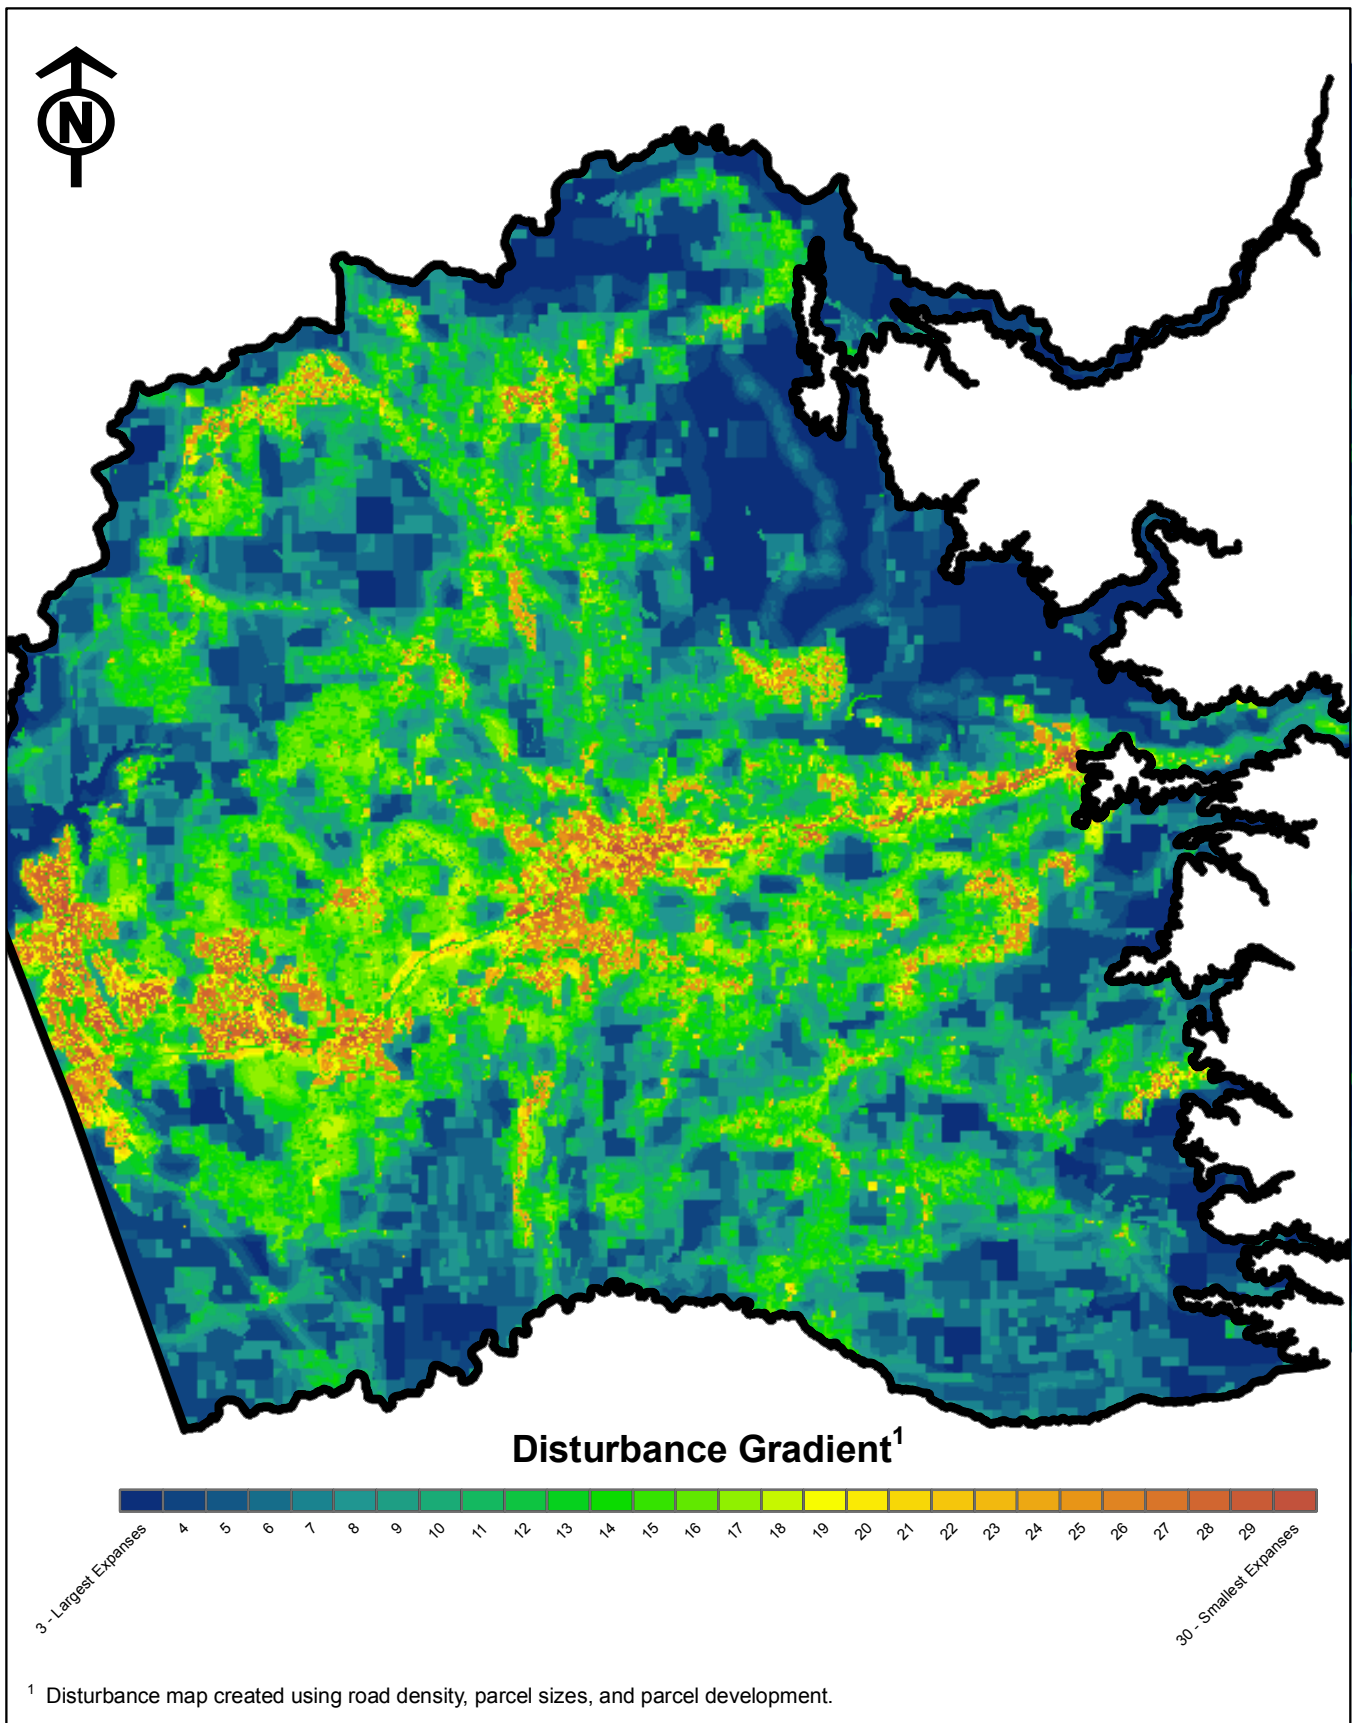 N
Disturbance Gradient1
3 - Largest Expanses 4 5 6 7 8 9 10 11 12 13 14 15 16 17 18 19 20 21 22 23 24 25 26 27 28 29 30 - Smallest Expanses
1 Disturbance map created using road density, parcel sizes, and parcel development.